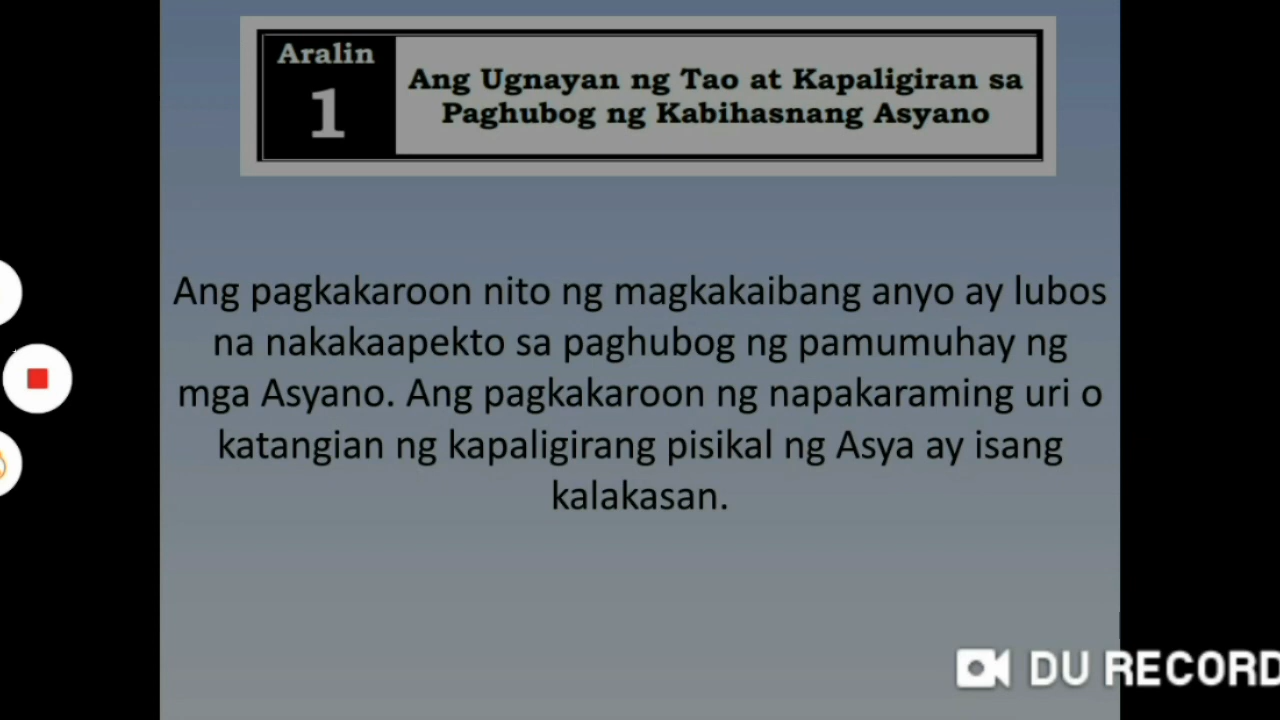 Aralin
1
Ang Ugnayan ng Tao at Kapaligiran sa
Paghubog ng Kabihasnang Asyano
Ang pagkakaroon nito ng magkakaibang anyo ay lubos
na nakakaapekto sa paghubog ng pamumuhay ng
mga Asyano. Ang pagkakaroon ng napakaraming uri o
katangian ng kapaligirang pisikal ng Asya ay isang
kalakasan.
DU RECORD